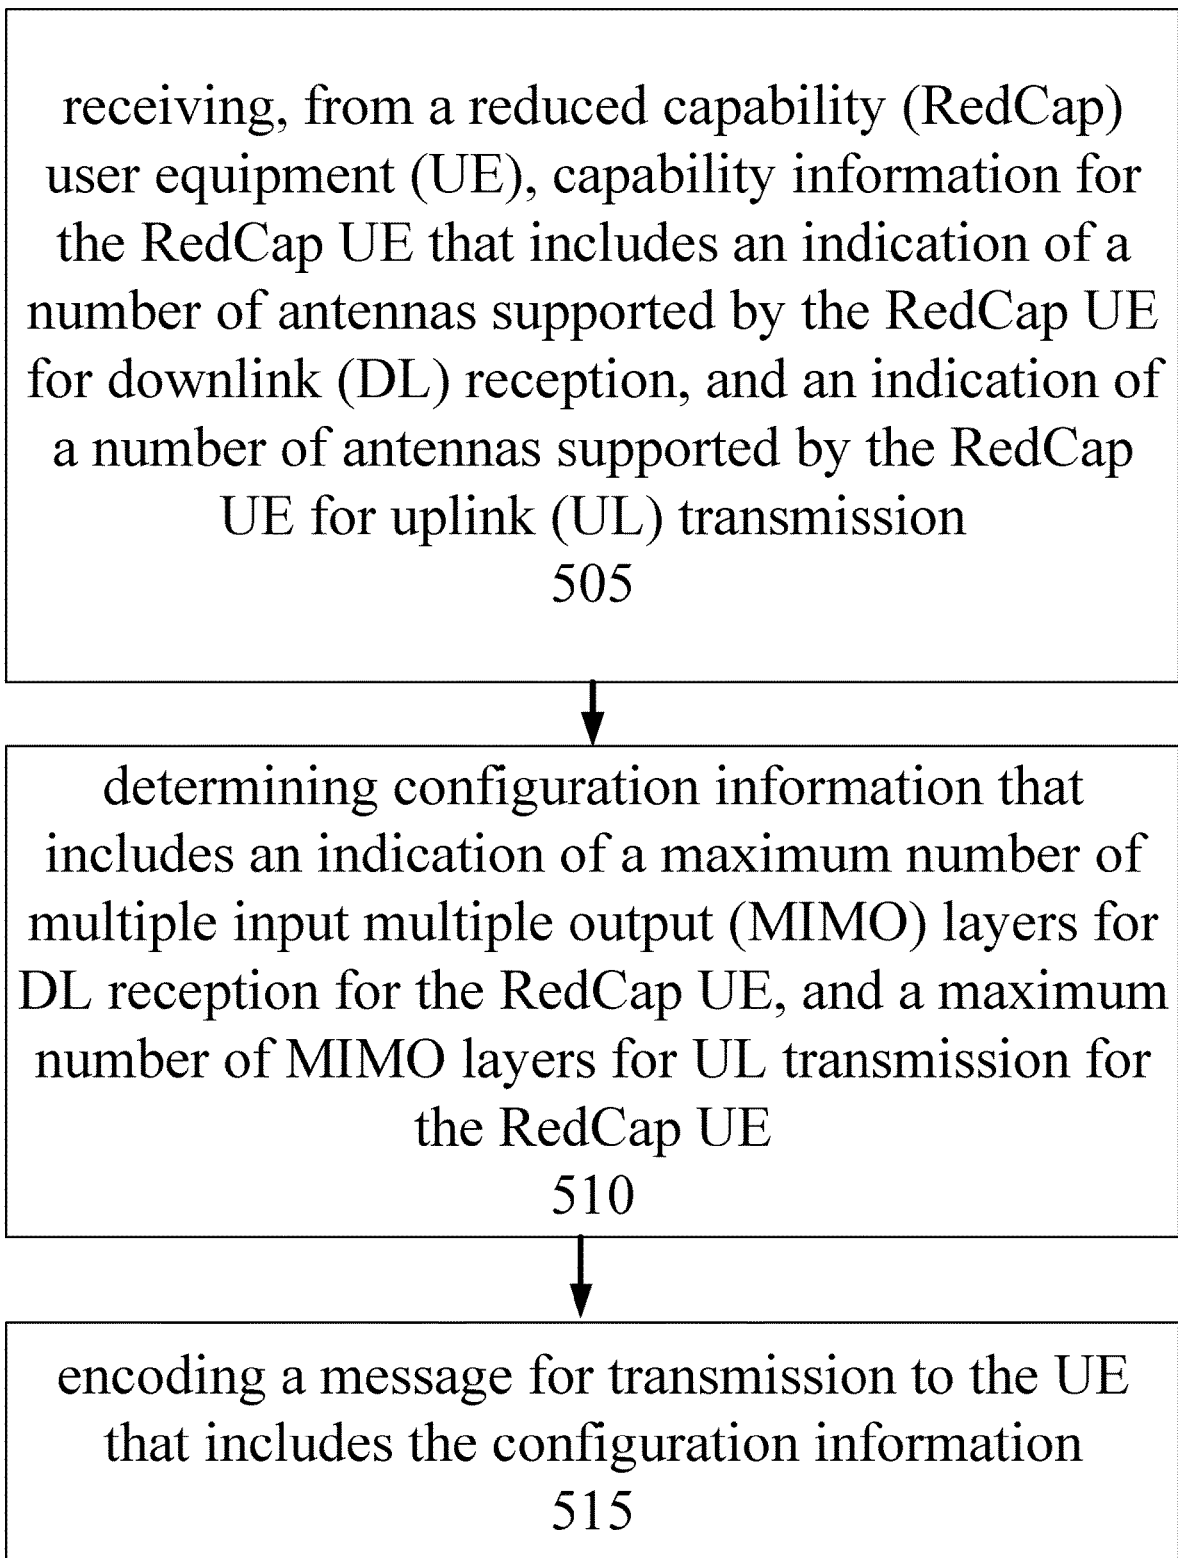 receiving, from a reduced capability (RedCap)
user equipment (UE), capability information for
the RedCap UE that includes an indication of a
number of antennas supported by the RedCap UE
for downlink (DL) reception, and an indication of
a number of antennas supported by the RedCap
UE for uplink (UL) transmission
505
determining configuration information that
includes an indication of a maximum number of
multiple input multiple output (MIMO) layers for
DL reception for the RedCap UE, and a maximum
number of MIMO layers for UL transmission for
the RedCap UE
510
encoding a message for transmission to the UE
that includes the configuration information
515